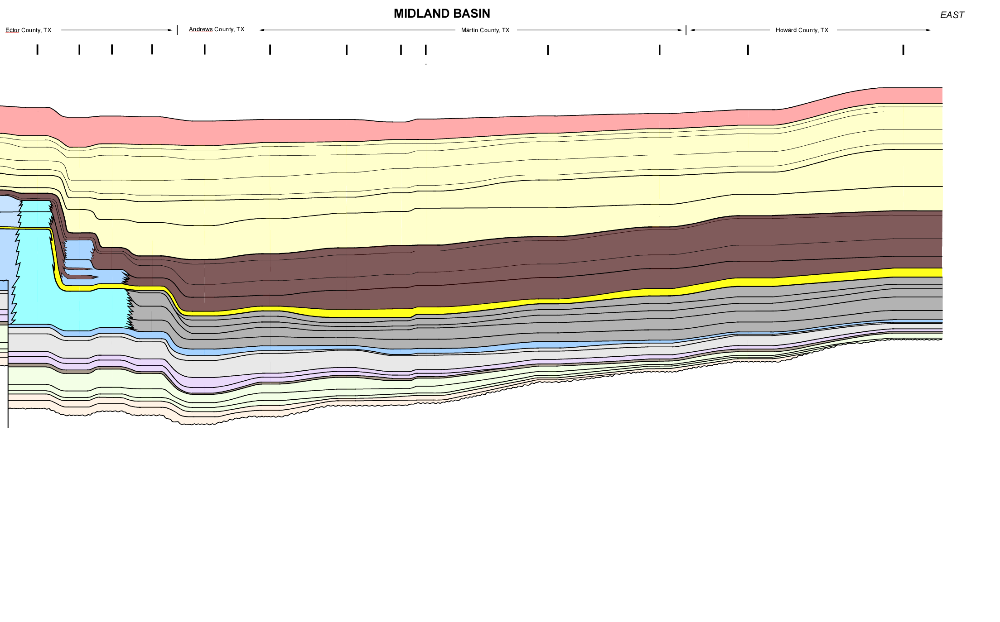 MIDLAND BASIN
EAST
Ector County, TX
Andrews County, TX
Martin County, TX
Howard County, TX